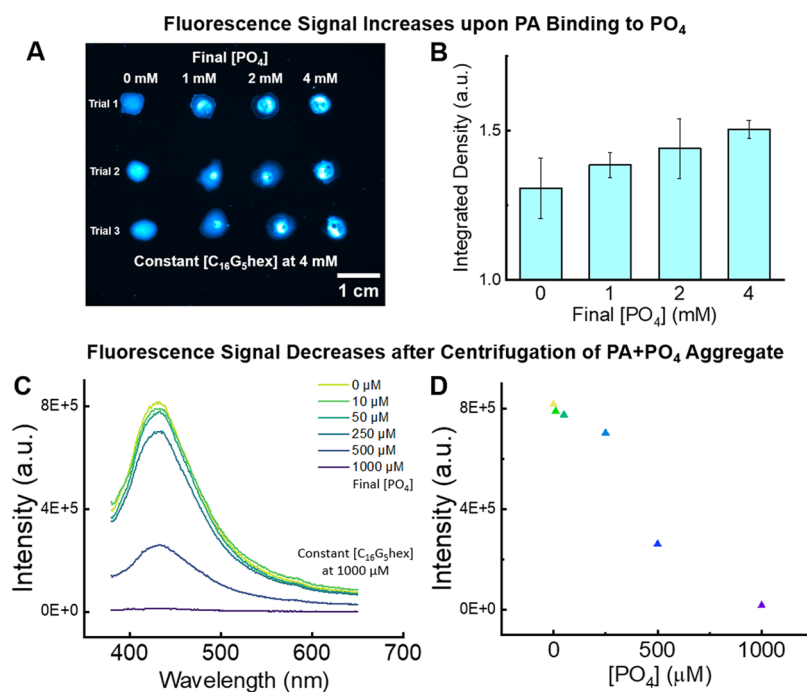 Fluorescence Signal Increases upon PA Binding to PO₄
A
Final [PO₄]
0 mM 1 mM 2 mM 4 mM
Trial 1
Trial 2
Trial 3
Constant [C₁₆G₅hex] at 4 mM
1 cm
B
Integrated Density (a.u.)
1.5
1.0
0 1 2 4
Final [PO₄] (mM)
Fluorescence Signal Decreases after Centrifugation of PA+PO₄ Aggregate
C
Intensity (a.u.)
8E+5
4E+5
0E+0
0 µM
10 µM
50 µM
250 µM
500 µM
1000 µM
Final [PO₄]
Constant [C₁₆G₅hex]
at 1000 µM
400 500 600 700
Wavelength (nm)
D
Intensity (a.u.)
8E+5
4E+5
0E+0
0 500 1000
[PO₄] (µM)